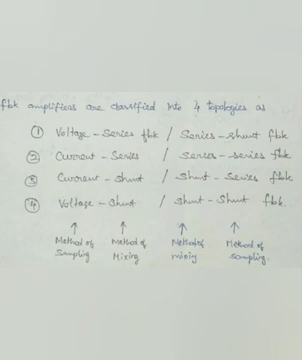 fbk amplifiers are classified into 4 topologies as
① Voltage - Series fbk / Series - shunt fbk
② Current - Series / Series - series fbk
③ Current - Shunt / Shunt - Series fbk
④ Voltage - Shunt / Shunt - Shunt fbk.
↑ ↑ ↑ ↑
Method of Method of Method of Method of
Sampling Mixing mixing sampling.